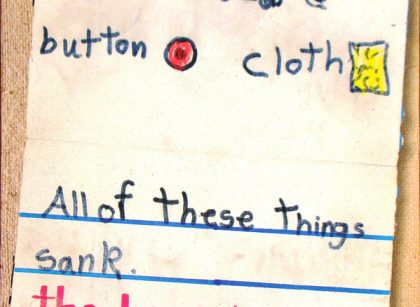 button cloth
All of these things
sank.